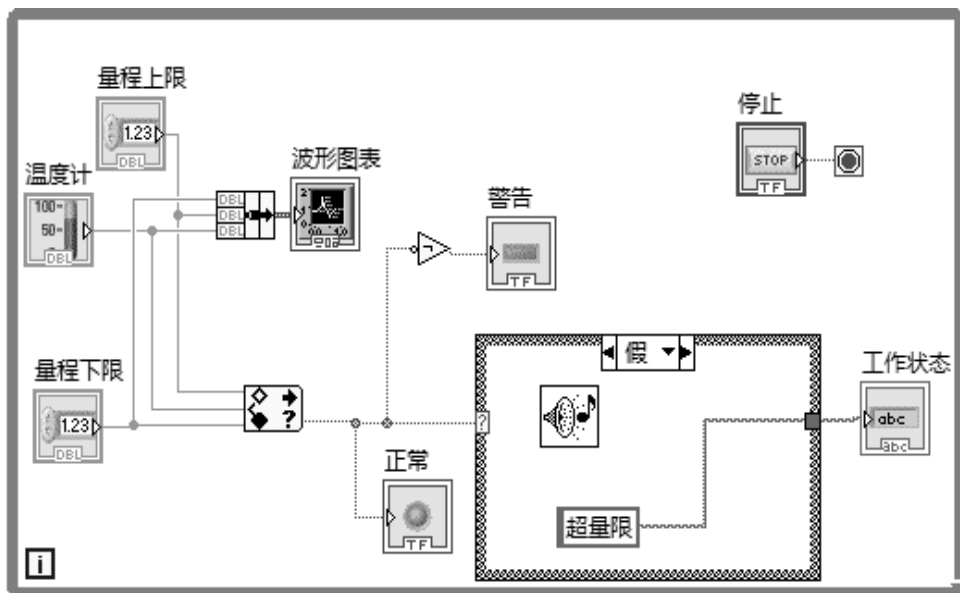 量程上限
1.23
DBL
停止
STOP
TF
温度计
100
50
DBL
DBL
DBL
DBL
波形图表
警告
TF
量程下限
1.23
DBL
?
正常
TF
?
假
超量限
工作状态
abc
abc
i